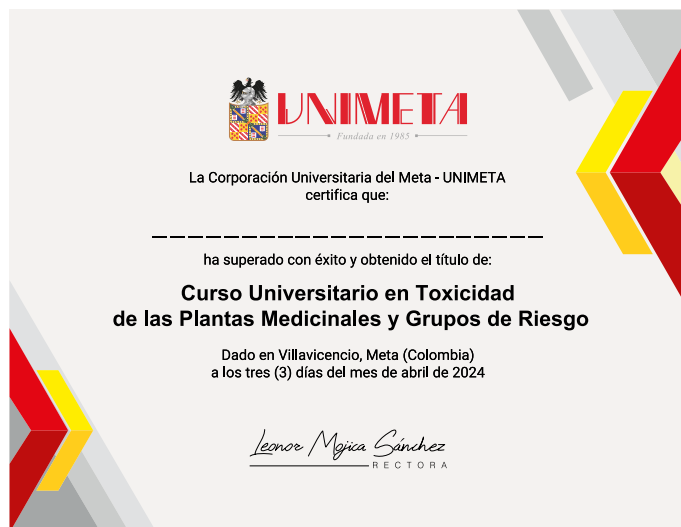 UNIMETA
Fundada en 1985
La Corporación Universitaria del Meta - UNIMETA
certifica que:
ha superado con éxito y obtenido el título de:
Curso Universitario en Toxicidad
de las Plantas Medicinales y Grupos de Riesgo
Dado en Villavicencio, Meta (Colombia)
a los tres (3) días del mes de abril de 2024
Leonor Mojica Sánchez
RECTORA